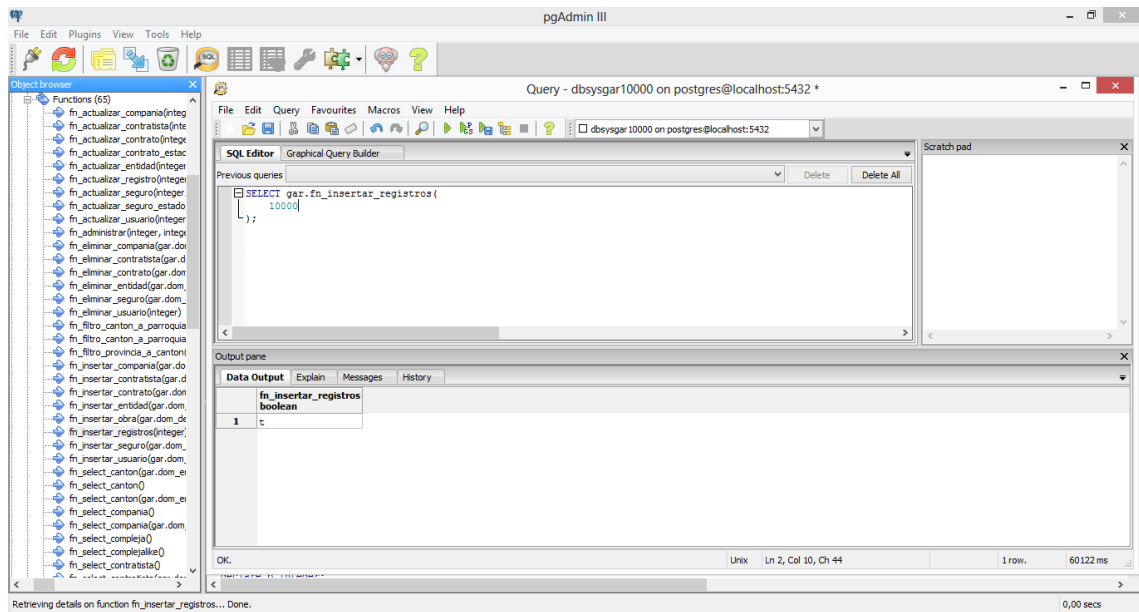 pgAdmin III
File Edit Plugins View Tools Help
Object browser
Functions (65)
fn_actualizar_compania(integ
fn_actualizar_contratista(inte
fn_actualizar_contrato(intege
fn_actualizar_contrato_estad
fn_actualizar_entidad(integer
fn_actualizar_registro(integer
fn_actualizar_seguro(integer,
fn_actualizar_seguro_estado
fn_actualizar_usuario(integer
fn_administrar(integer, intege
fn_eliminar_compania(gar.dor
fn_eliminar_contratista(gar.d
fn_eliminar_contrato(gar.dom
fn_eliminar_entidad(gar.dom_
fn_eliminar_seguro(gar.dom_
fn_eliminar_usuario(integer)
fn_filtro_canton_a_parroquia
fn_filtro_canton_a_parroquia
fn_filtro_provincia_a_canton(
fn_insertar_compania(gar.do
fn_insertar_contratista(gar.d
fn_insertar_contrato(gar.don
fn_insertar_entidad(gar.dom_
fn_insertar_obra(gar.dom_de
fn_insertar_registros(integer)
fn_insertar_seguro(gar.dom_
fn_insertar_usuario(gar.dom_
fn_select_canton(gar.dom_er
fn_select_canton()
fn_select_canton(gar.dom_er
fn_select_compania()
fn_select_compania(gar.dom_
fn_select_compleja()
fn_select_complejalike()
fn_select_contratista()
Query - dbsysgar10000 on postgres@localhost:5432 *
File Edit Query Favourites Macros View Help
dbsysgar10000 on postgres@localhost:5432
SQL Editor Graphical Query Builder
Previous queries Delete Delete All
SELECT gar.fn_insertar_registros(
10000
);
Scratch pad
Output pane
Data Output Explain Messages History
fn_insertar_registros
boolean
1 t
OK. Unix Ln 2, Col 10, Ch 44 1 row. 60122 ms
Retrieving details on function fn_insertar_registros... Done. 0,00 secs